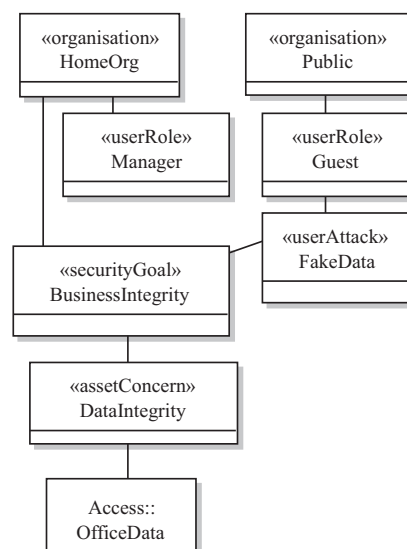 «organisation»
HomeOrg
«organisation»
Public
«userRole»
Manager
«userRole»
Guest
«userAttack»
FakeData
«securityGoal»
BusinessIntegrity
«assetConcern»
DataIntegrity
Access::
OfficeData